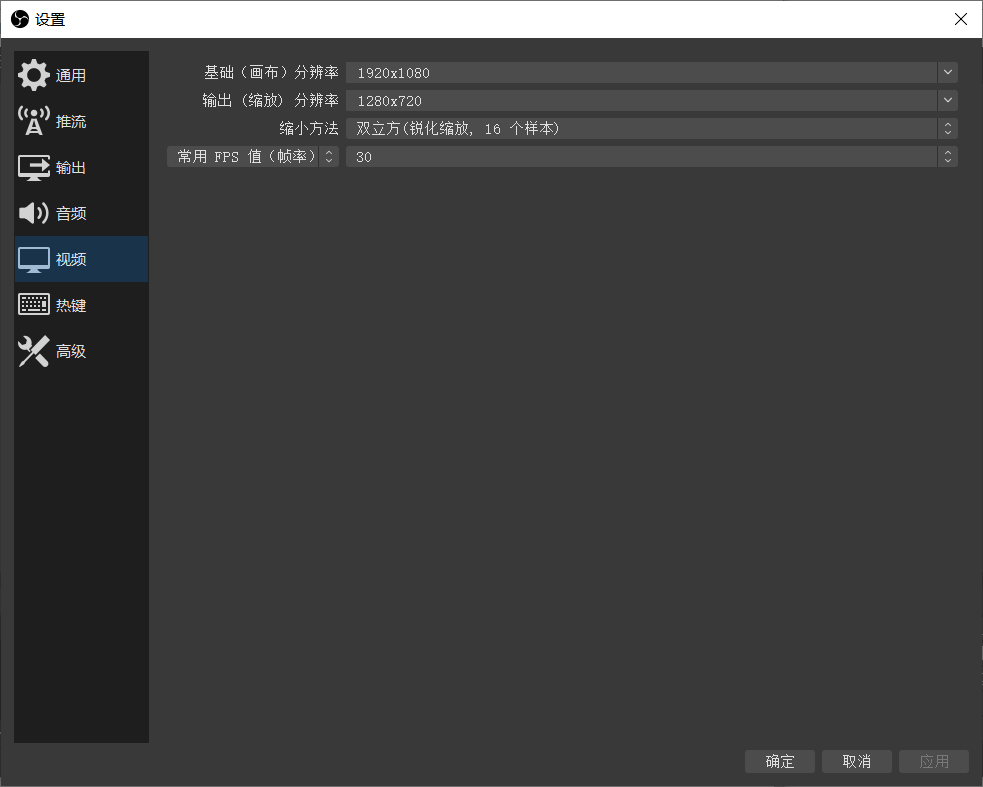 设置
通用
推流
输出
音频
视频
热键
高级
基础（画布）分辨率 1920x1080
输出（缩放）分辨率 1280x720
缩小方法 双立方(锐化缩放, 16 个样本)
常用 FPS 值（帧率） 30
确定 取消 应用